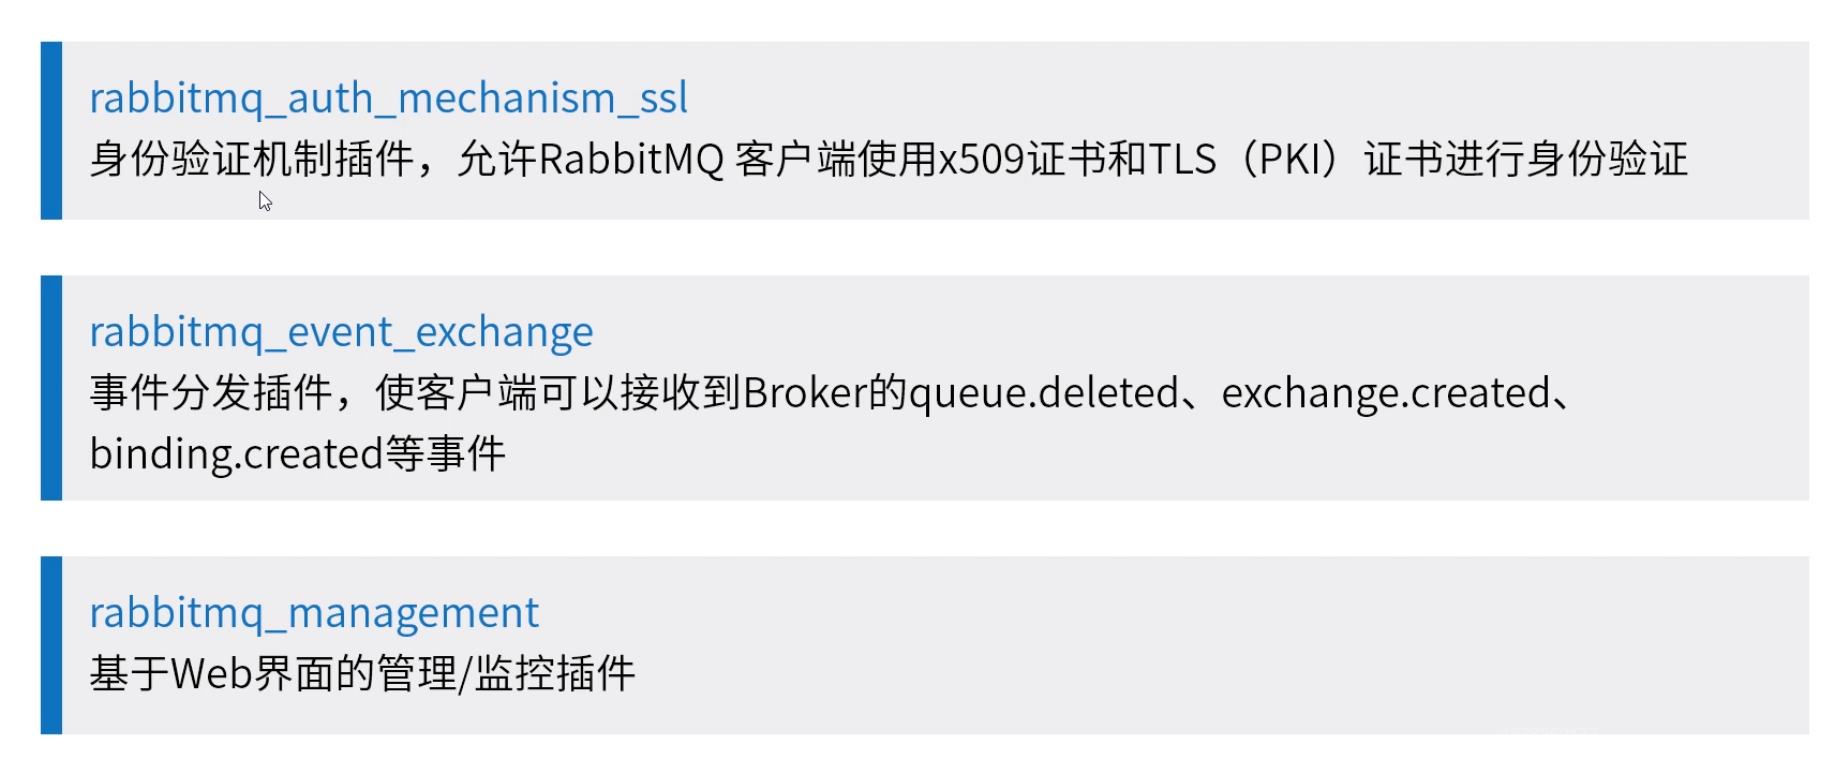 rabbitmq_auth_mechanism_ssl
身份验证机制插件，允许RabbitMQ 客户端使用x509证书和TLS（PKI）证书进行身份验证
rabbitmq_event_exchange
事件分发插件，使客户端可以接收到Broker的queue.deleted、exchange.created、
binding.created等事件
rabbitmq_management
基于Web界面的管理/监控插件